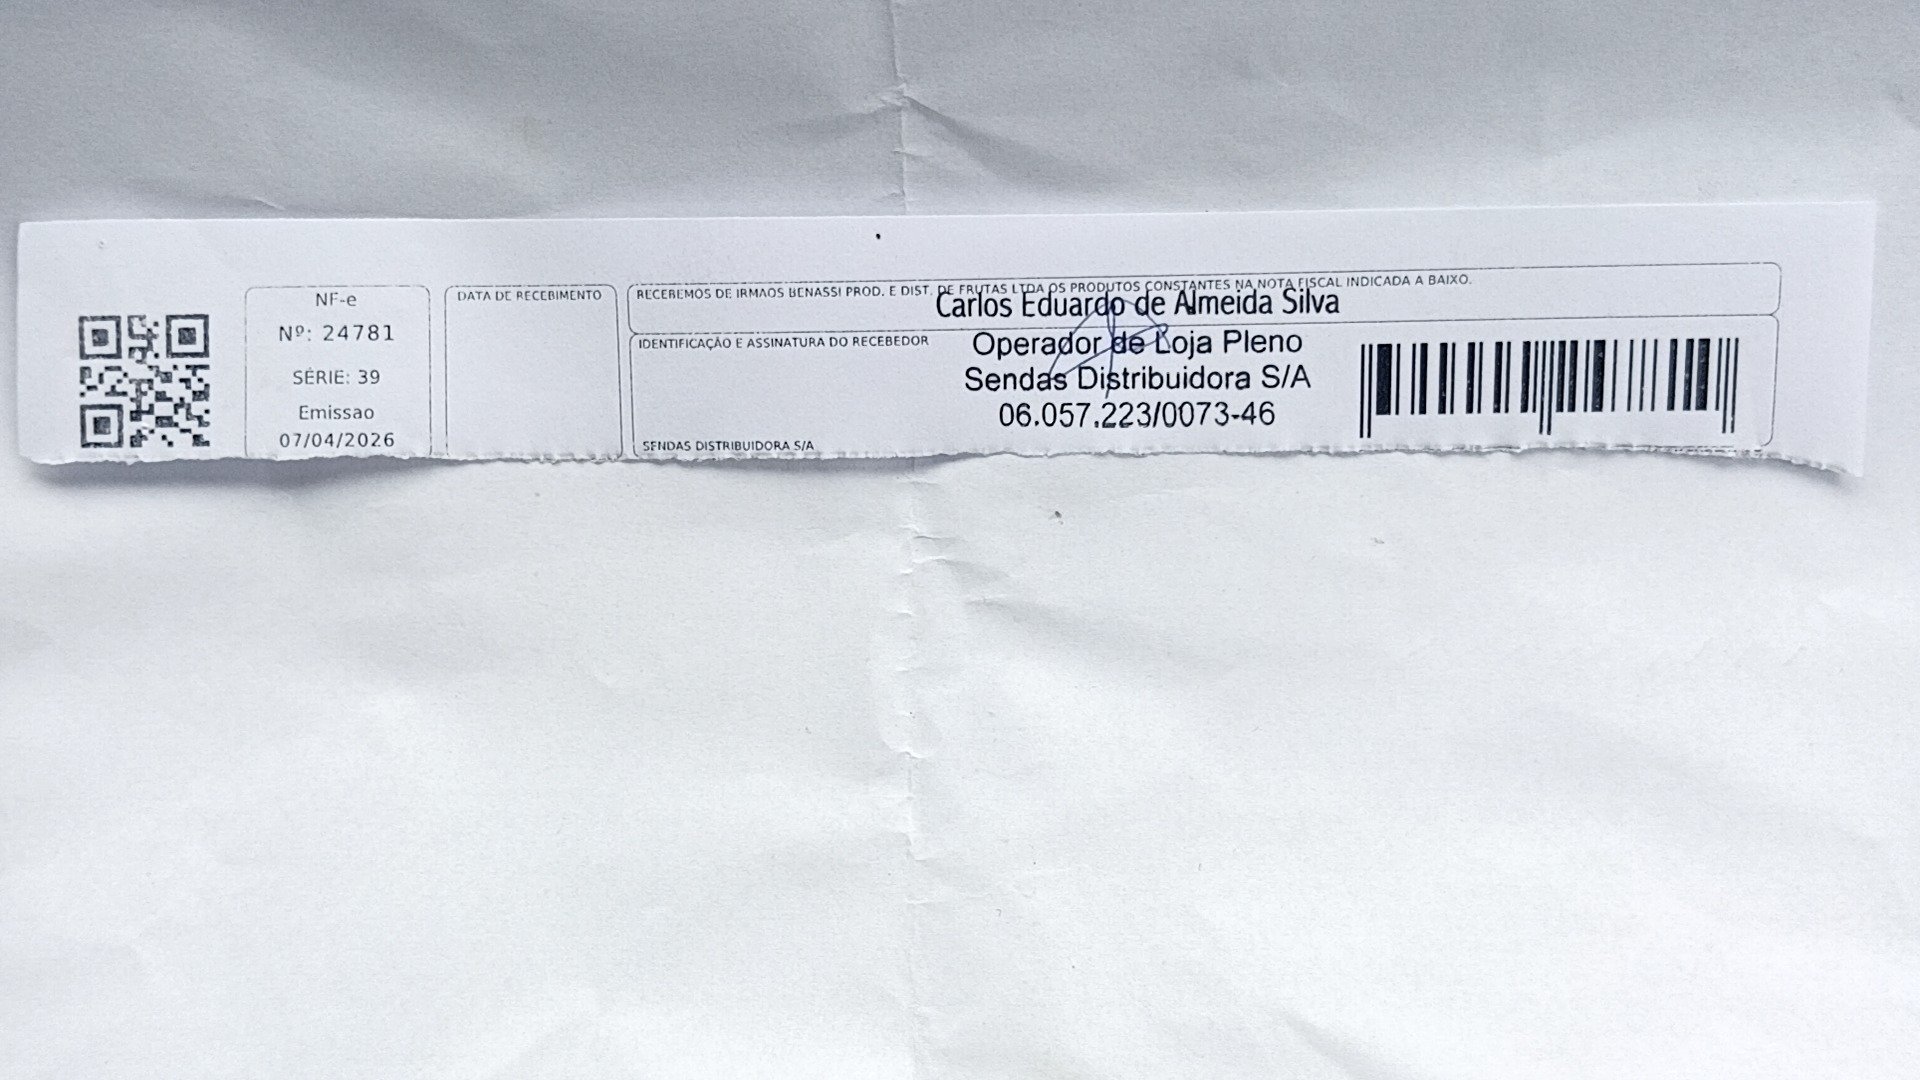 NF-e
Nº: 24781
SÉRIE: 39
Emissao
07/04/2026
DATA DE RECEBIMENTO
RECEBEMOS DE IRMAOS BENASSI PROD. E DIST. DE FRUTAS LTDA OS PRODUTOS CONSTANTES NA NOTA FISCAL INDICADA A BAIXO.
Carlos Eduardo de Almeida Silva
IDENTIFICAÇÃO E ASSINATURA DO RECEBEDOR
Operador de Loja Pleno
Sendas Distribuidora S/A
06.057.223/0073-46
SENDAS DISTRIBUIDORA S/A